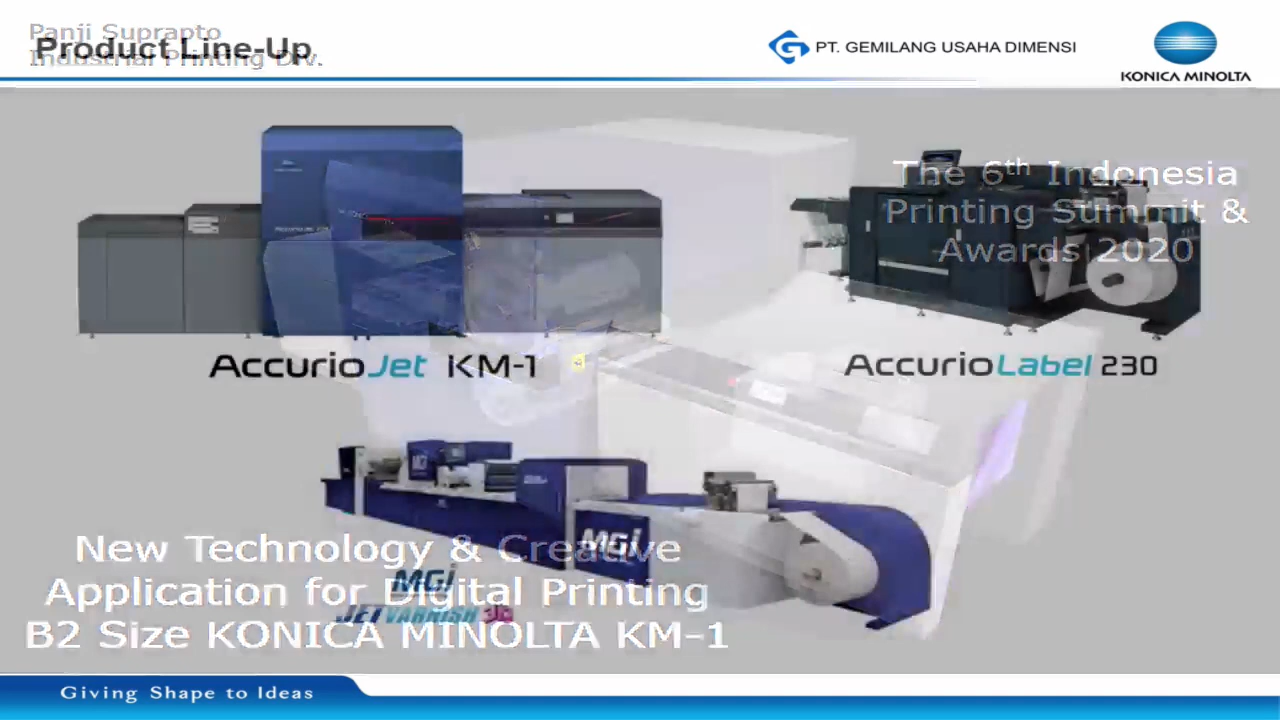 Panji Suprapto
Industrial Printing Div.
Product Line-Up
PT. GEMILANG USAHA DIMENSI
KONICA MINOLTA
The 6th Indonesia
Printing Summit &
Awards 2020
AccurioJet KM-1
AccurioLabel 230
MGi
MGi
New Technology & Creative
Application for Digital Printing
B2 Size KONICA MINOLTA KM-1
MGi
JETVARNISH 3D
Giving Shape to Ideas